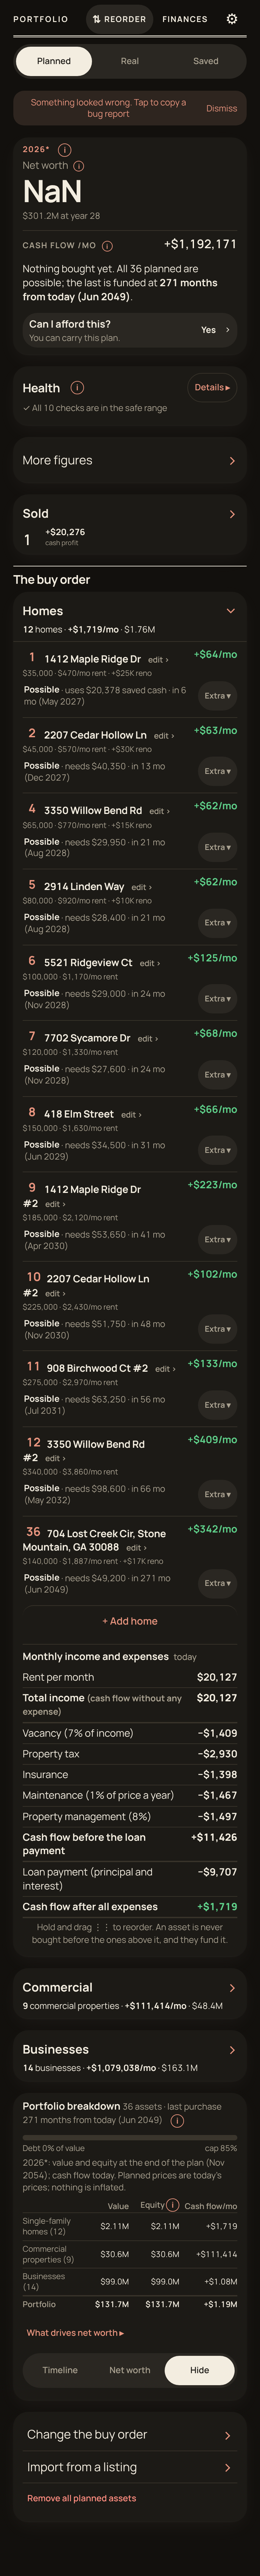 PORTFOLIO
⇅ REORDER
FINANCES
Planned
Real
Saved
Something looked wrong. Tap to copy a
bug report
Dismiss
2026*
Net worth
NaN
$301.2M at year 28
CASH FLOW /MO
+$1,192,171
Nothing bought yet. All 36 planned are
possible; the last is funded at 271 months
from today (Jun 2049).
Can I afford this?
You can carry this plan.
Yes ›
Health
Details ▸
✓ All 10 checks are in the safe range
More figures
Sold
1
+$20,276
cash profit
The buy order
Homes
12 homes · +$1,719/mo · $1.76M
1 1412 Maple Ridge Dr edit › +$64/mo
$35,000 · $470/mo rent · +$25K reno
Possible · uses $20,378 saved cash · in 6
mo (May 2027)
Extra ▾
2 2207 Cedar Hollow Ln edit › +$63/mo
$45,000 · $570/mo rent · +$30K reno
Possible · needs $40,350 · in 13 mo
(Dec 2027)
Extra ▾
4 3350 Willow Bend Rd edit › +$62/mo
$65,000 · $770/mo rent · +$15K reno
Possible · needs $29,950 · in 21 mo
(Aug 2028)
Extra ▾
5 2914 Linden Way edit › +$62/mo
$80,000 · $920/mo rent · +$10K reno
Possible · needs $28,400 · in 21 mo
(Aug 2028)
Extra ▾
6 5521 Ridgeview Ct edit › +$125/mo
$100,000 · $1,170/mo rent
Possible · needs $29,000 · in 24 mo
(Nov 2028)
Extra ▾
7 7702 Sycamore Dr edit › +$68/mo
$120,000 · $1,330/mo rent
Possible · needs $27,600 · in 24 mo
(Nov 2028)
Extra ▾
8 418 Elm Street edit › +$66/mo
$150,000 · $1,630/mo rent
Possible · needs $34,500 · in 31 mo
(Jun 2029)
Extra ▾
9 1412 Maple Ridge Dr +$223/mo
#2 edit ›
$185,000 · $2,120/mo rent
Possible · needs $53,650 · in 41 mo
(Apr 2030)
Extra ▾
10 2207 Cedar Hollow Ln +$102/mo
#2 edit ›
$225,000 · $2,430/mo rent
Possible · needs $51,750 · in 48 mo
(Nov 2030)
Extra ▾
11 908 Birchwood Ct #2 edit › +$133/mo
$275,000 · $2,970/mo rent
Possible · needs $63,250 · in 56 mo
(Jul 2031)
Extra ▾
12 3350 Willow Bend Rd +$409/mo
#2 edit ›
$340,000 · $3,860/mo rent
Possible · needs $98,600 · in 66 mo
(May 2032)
Extra ▾
36 704 Lost Creek Cir, Stone +$342/mo
Mountain, GA 30088 edit ›
$140,000 · $1,887/mo rent · +$17K reno
Possible · needs $49,200 · in 271 mo
(Jun 2049)
Extra ▾
+ Add home
Monthly income and expenses today
Rent per month $20,127
Total income (cash flow without any $20,127
expense)
Vacancy (7% of income) −$1,409
Property tax −$2,930
Insurance −$1,398
Maintenance (1% of price a year) −$1,467
Property management (8%) −$1,497
Cash flow before the loan +$11,426
payment
Loan payment (principal and −$9,707
interest)
Cash flow after all expenses +$1,719
Hold and drag ⋮⋮ to reorder. An asset is never
bought before the ones above it, and they fund it.
Commercial
9 commercial properties · +$111,414/mo · $48.4M
Businesses
14 businesses · +$1,079,038/mo · $163.1M
Portfolio breakdown 36 assets · last purchase
271 months from today (Jun 2049)
Debt 0% of value cap 85%
2026*: value and equity at the end of the plan (Nov
2054); cash flow today. Planned prices are today's
prices; nothing is inflated.
Value Equity Cash flow/mo
Single-family
homes (12) $2.11M $2.11M +$1,719
Commercial
properties (9) $30.6M $30.6M +$111,414
Businesses
(14) $99.0M $99.0M +$1.08M
Portfolio $131.7M $131.7M +$1.19M
What drives net worth ▸
Timeline
Net worth
Hide
Change the buy order
Import from a listing
Remove all planned assets